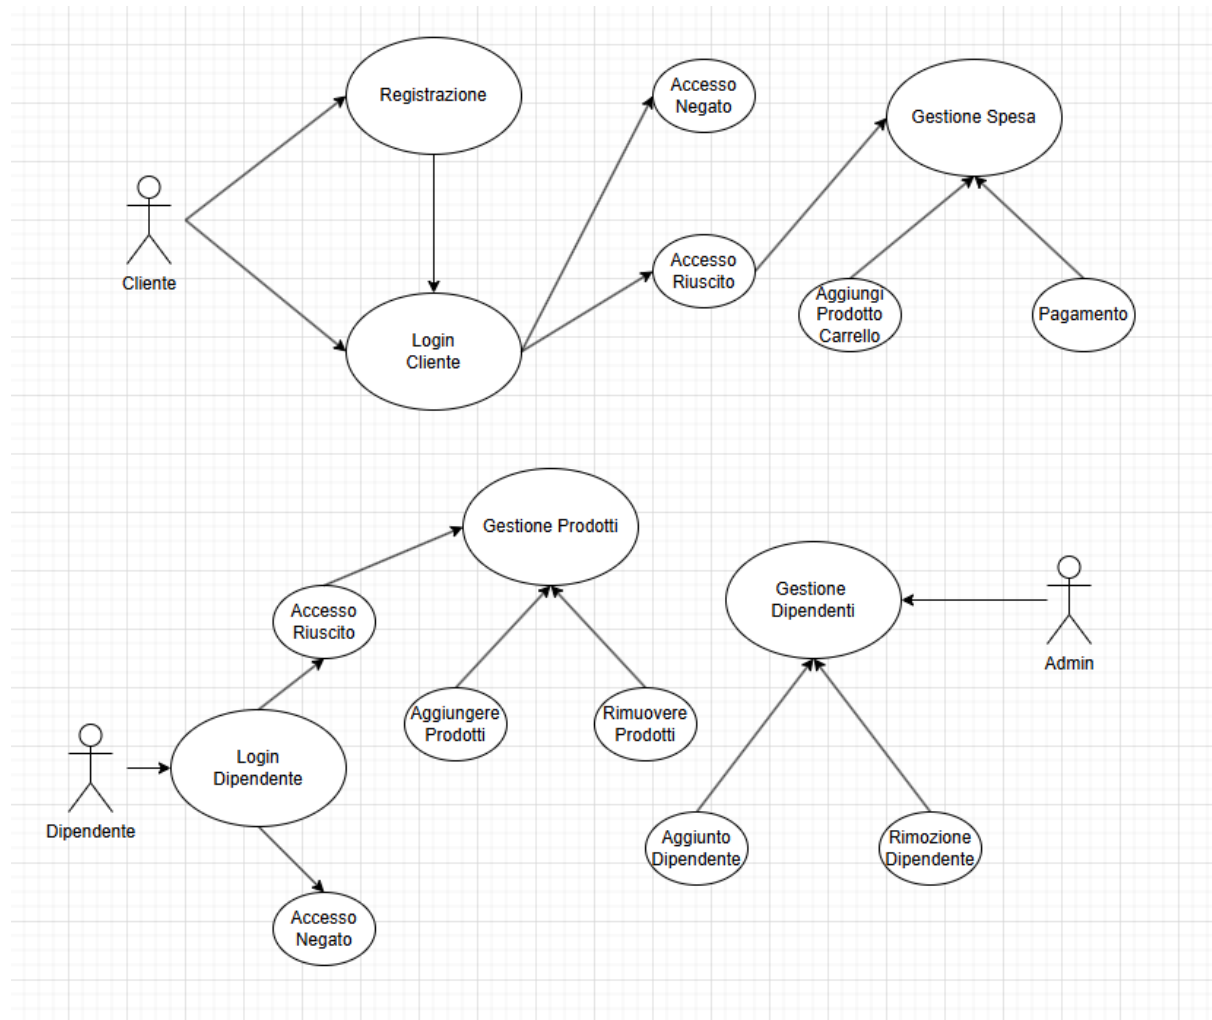 Registrazione
Accesso
Negato
Gestione Spesa
Cliente
Accesso
Riuscito
Login
Cliente
Aggiungi
Prodotto
Carrello
Pagamento
Gestione Prodotti
Accesso
Riuscito
Gestione
Dipendenti
Admin
Aggiungere
Prodotti
Rimuovere
Prodotti
Login
Dipendente
Dipendente
Aggiunto
Dipendente
Rimozione
Dipendente
Accesso
Negato